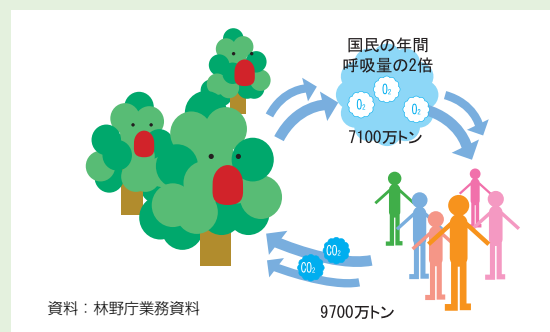 国民の年間
呼吸量の2倍
O₂
O₂
O₂
7100万トン
CO₂
CO₂
9700万トン
資料：林野庁業務資料